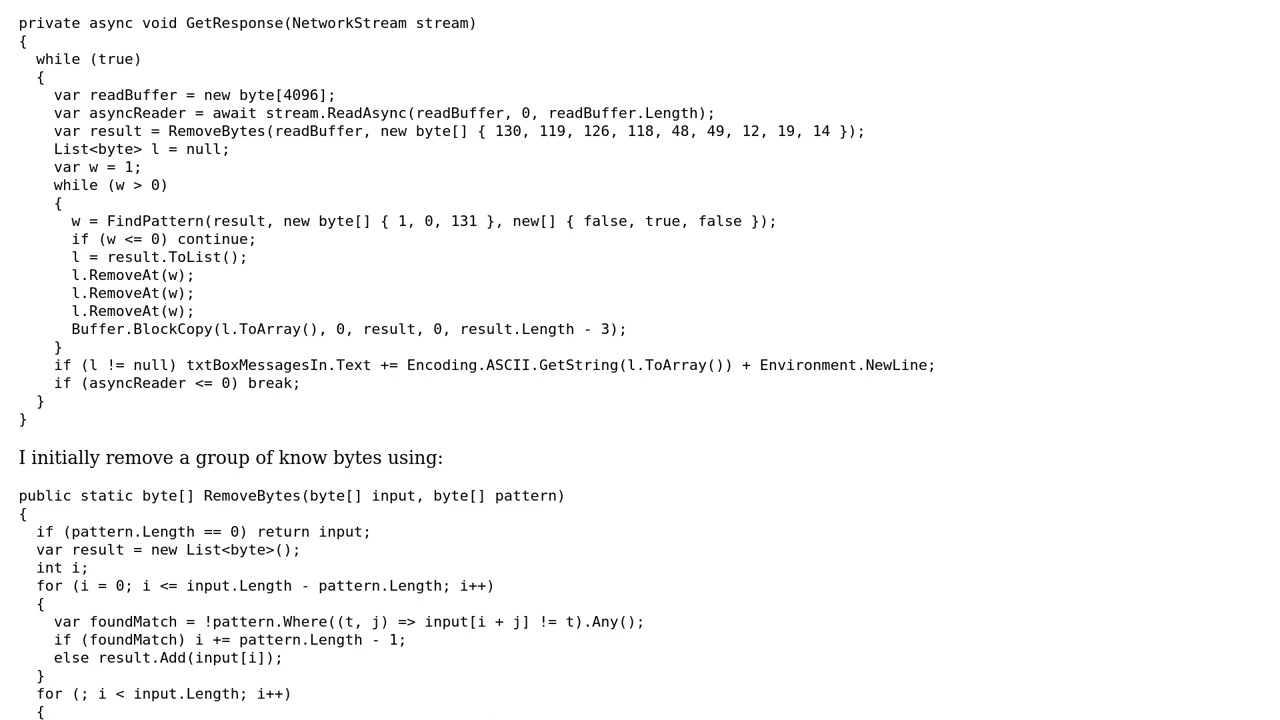 private async void GetResponse(NetworkStream stream)
{
  while (true)
  {
    var readBuffer = new byte[4096];
    var asyncReader = await stream.ReadAsync(readBuffer, 0, readBuffer.Length);
    var result = RemoveBytes(readBuffer, new byte[] { 130, 119, 126, 118, 48, 49, 12, 19, 14 });
    List<byte> l = null;
    var w = 1;
    while (w > 0)
    {
      w = FindPattern(result, new byte[] { 1, 0, 131 }, new[] { false, true, false });
      if (w <= 0) continue;
      l = result.ToList();
      l.RemoveAt(w);
      l.RemoveAt(w);
      l.RemoveAt(w);
      Buffer.BlockCopy(l.ToArray(), 0, result, 0, result.Length - 3);
    }
    if (l != null) txtBoxMessagesIn.Text += Encoding.ASCII.GetString(l.ToArray()) + Environment.NewLine;
    if (asyncReader <= 0) break;
  }
}
I initially remove a group of know bytes using:
public static byte[] RemoveBytes(byte[] input, byte[] pattern)
{
  if (pattern.Length == 0) return input;
  var result = new List<byte>();
  int i;
  for (i = 0; i <= input.Length - pattern.Length; i++)
  {
    var foundMatch = !pattern.Where((t, j) => input[i + j] != t).Any();
    if (foundMatch) i += pattern.Length - 1;
    else result.Add(input[i]);
  }
  for (; i < input.Length; i++)
  {